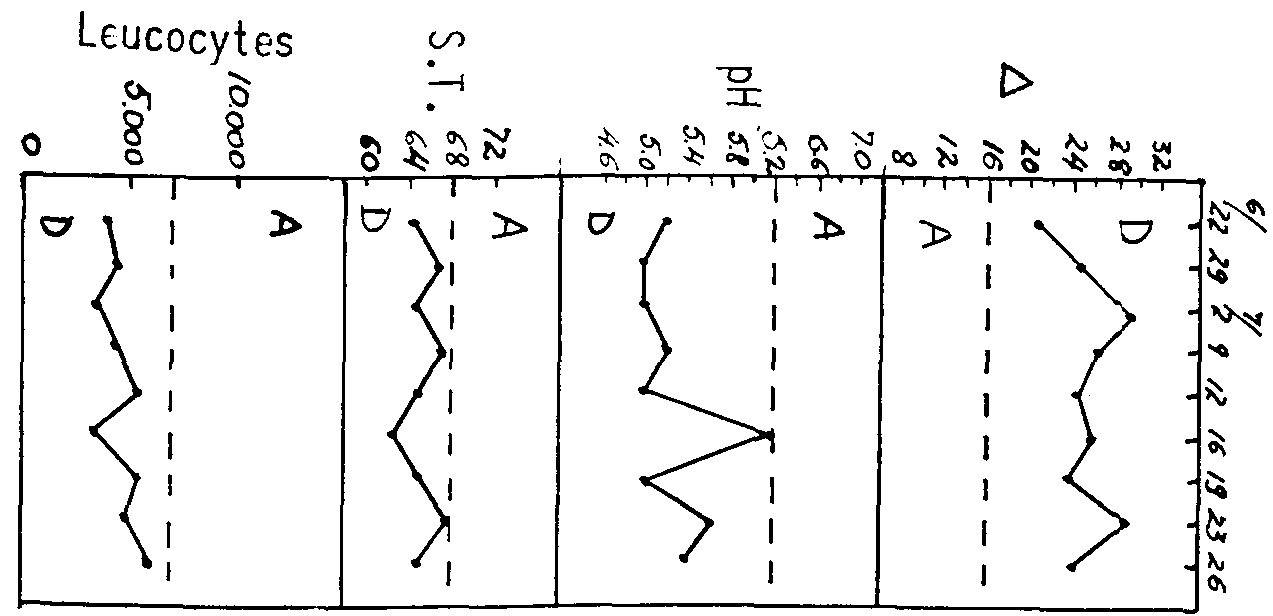 Leucocytes
S.T.
pH
Δ
0 5.000 10.000
60 64 68 72
4.6 5.0 5.4 5.8 5.2 6.6 7.0
8 12 16 20 24 28 32
D A
D A
D A
A D
6/ 7/
22 29 2 9 12 16 19 23 26